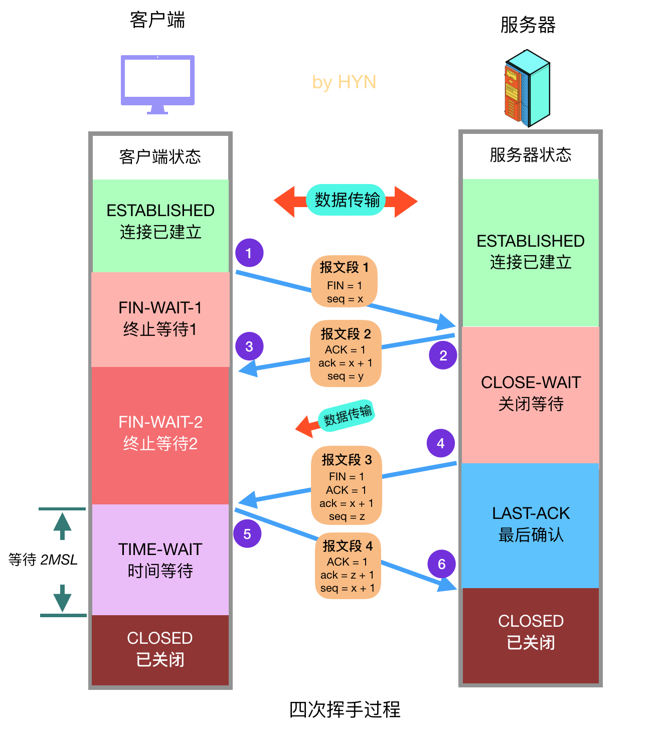 客户端
服务器
by HYN
客户端状态
服务器状态
ESTABLISHED
连接已建立
数据传输
ESTABLISHED
连接已建立
1
报文段 1
FIN = 1
seq = x
FIN-WAIT-1
终止等待1
3
报文段 2
ACK = 1
ack = x + 1
seq = y
2
CLOSE-WAIT
关闭等待
FIN-WAIT-2
终止等待2
数据传输
4
报文段 3
FIN = 1
ACK = 1
ack = x + 1
seq = z
LAST-ACK
最后确认
等待 2MSL
TIME-WAIT
时间等待
5
报文段 4
ACK = 1
ack = z + 1
seq = x + 1
6
CLOSED
已关闭
CLOSED
已关闭
四次挥手过程